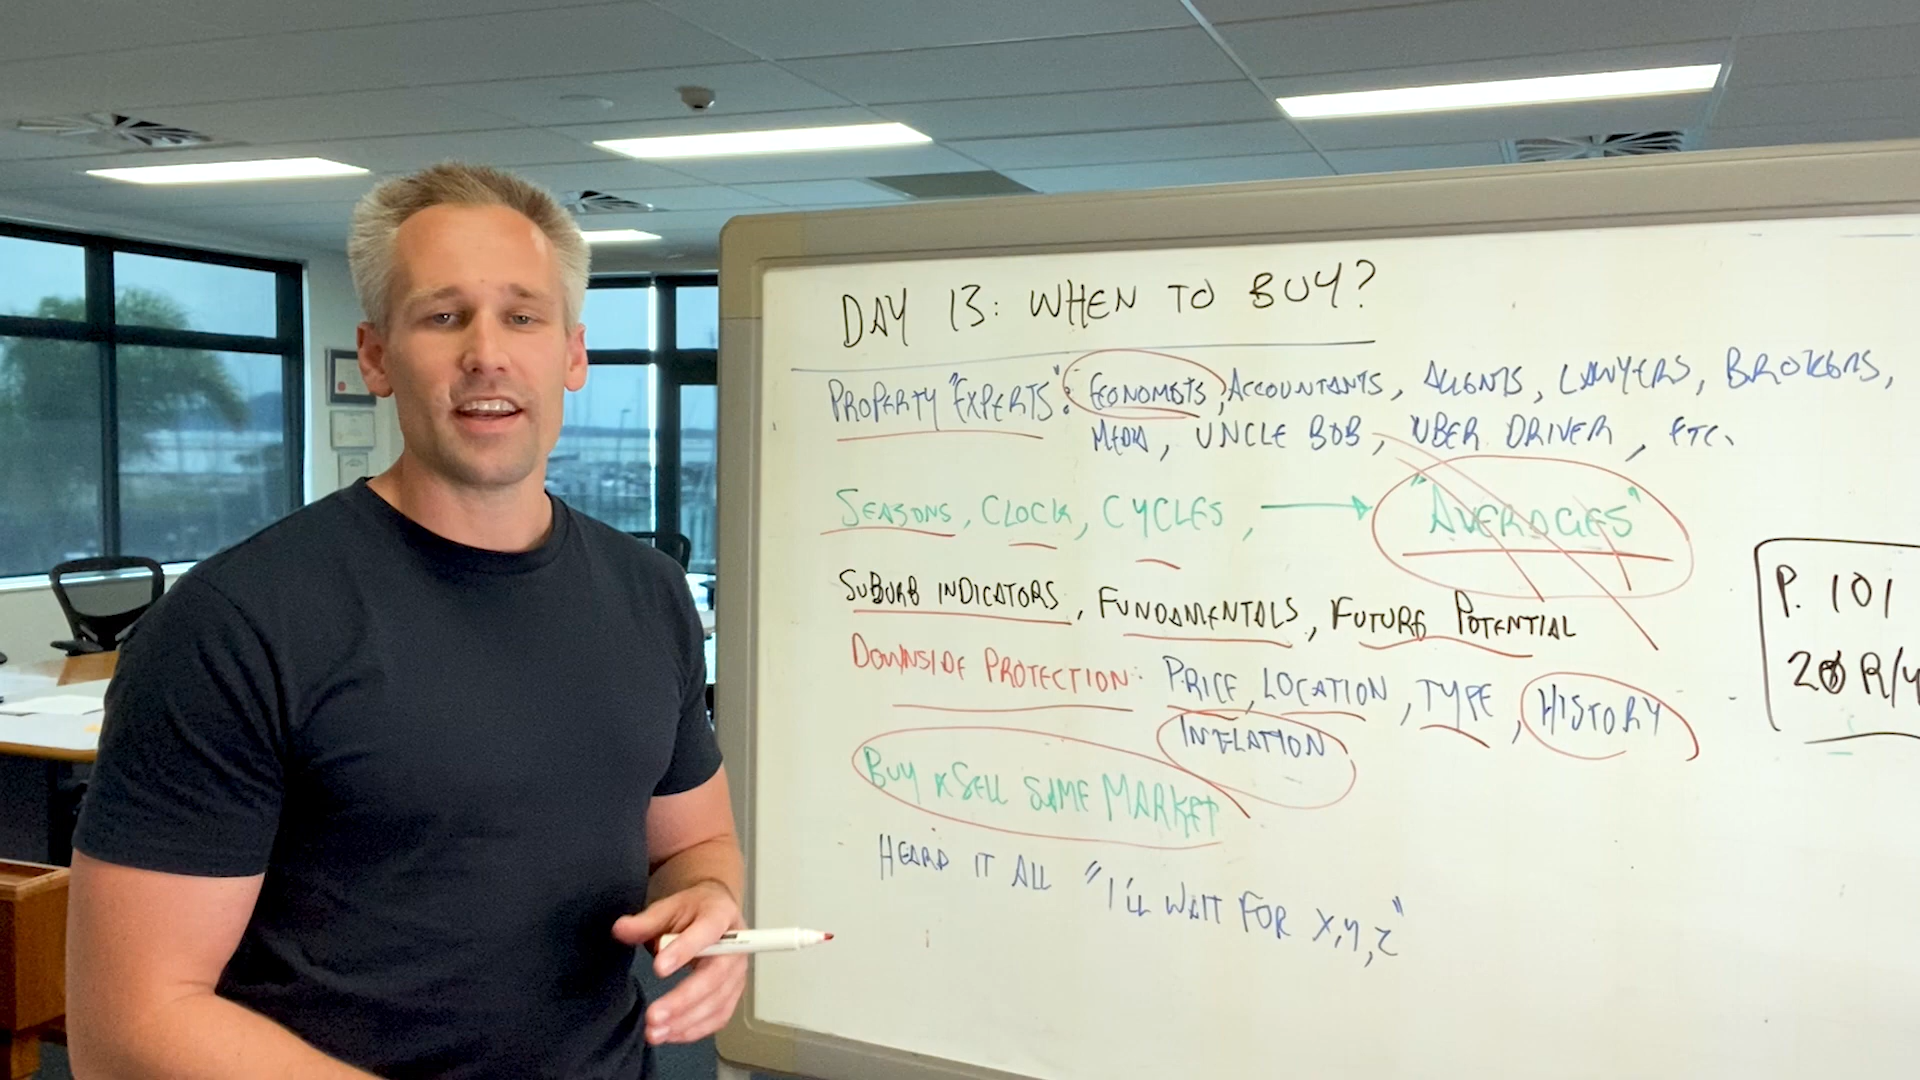 DAY 13: WHEN TO BUY?
PROPERTY "EXPERTS": ECONOMISTS, ACCOUNTANTS, AGENTS, LAWYERS, BROKERS,
MEDIA, UNCLE BOB, UBER DRIVER, ETC.
SEASONS, CLOCK, CYCLES, → "AVERAGES"
SUBURB INDICATORS, FUNDAMENTALS, FUTURE POTENTIAL
P. 101
DOWNSIDE PROTECTION: PRICE, LOCATION, TYPE, HISTORY
20 R/Y
INFLATION
BUY & SELL SAME MARKET
HEARD IT ALL "I'LL WAIT FOR X,Y,Z"